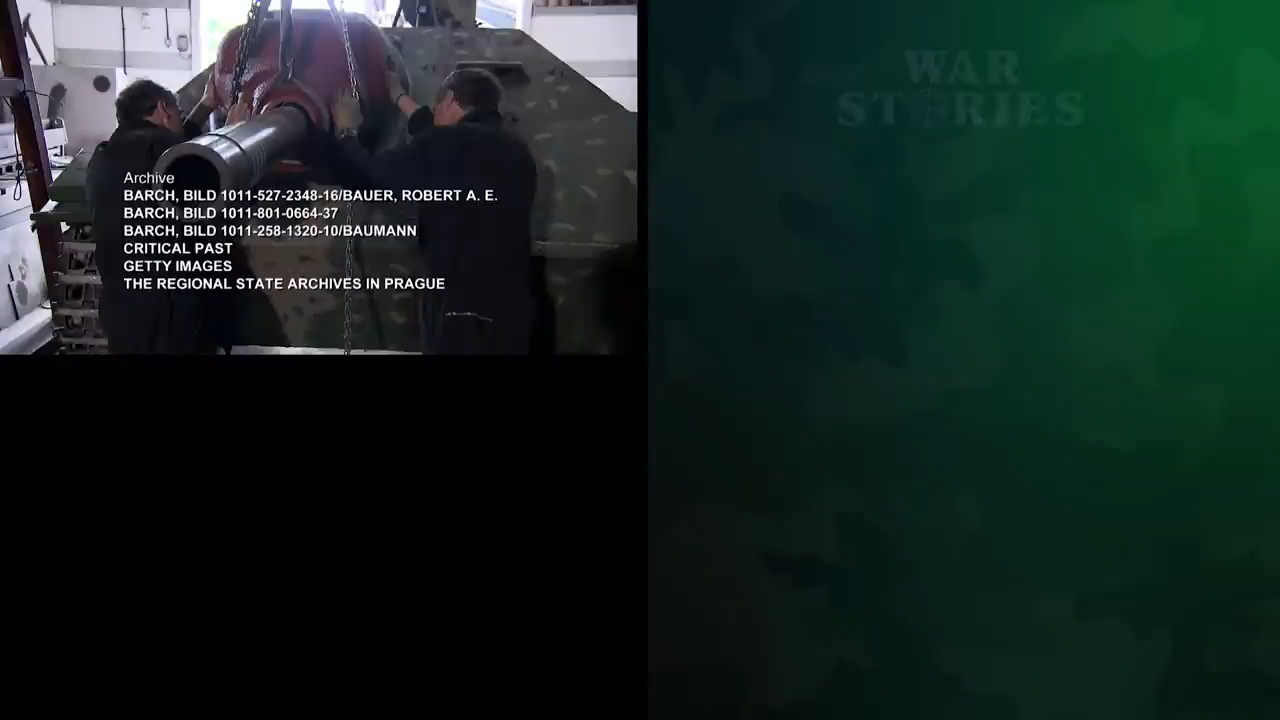 Archive
BARCH, BILD 1011-527-2348-16/BAUER, ROBERT A. E.
BARCH, BILD 1011-801-0664-37
BARCH, BILD 1011-258-1320-10/BAUMANN
CRITICAL PAST
GETTY IMAGES
THE REGIONAL STATE ARCHIVES IN PRAGUE
WAR
STORIES